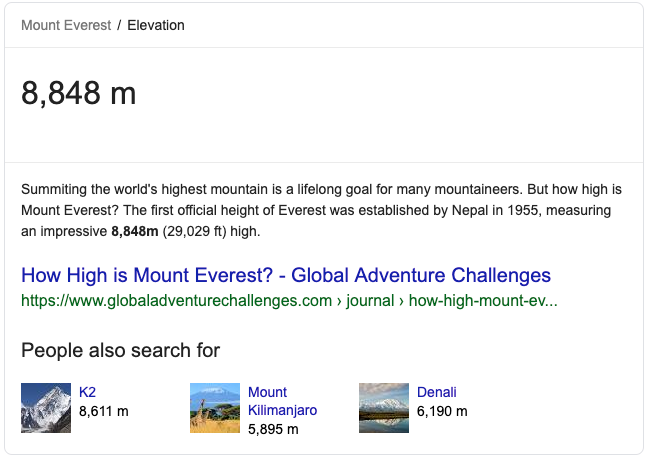 Mount Everest / Elevation
8,848 m
Summiting the world's highest mountain is a lifelong goal for many mountaineers. But how high is
Mount Everest? The first official height of Everest was established by Nepal in 1955, measuring
an impressive 8,848m (29,029 ft) high.
How High is Mount Everest? - Global Adventure Challenges
https://www.globaladventurechallenges.com › journal › how-high-mount-ev...
People also search for
K2
8,611 m
Mount
Kilimanjaro
5,895 m
Denali
6,190 m